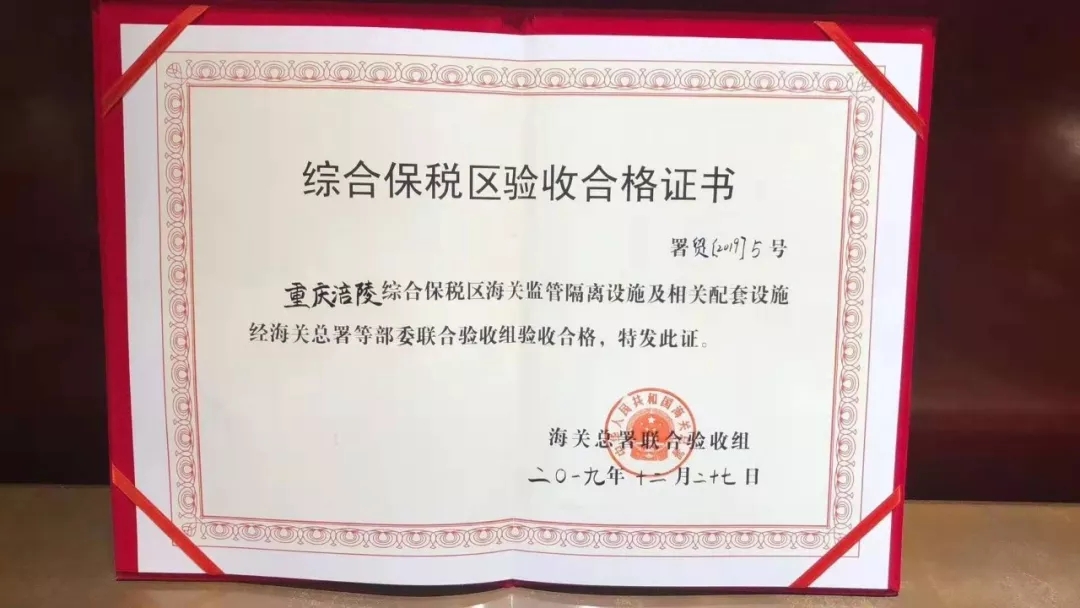 综合保税区验收合格证书
署贸[2019]5号
重庆涪陵综合保税区海关监管隔离设施及相关配套设施
经海关总署等部委联合验收组验收合格，特发此证。
海关总署联合验收组
二〇一九年十二月二十七日